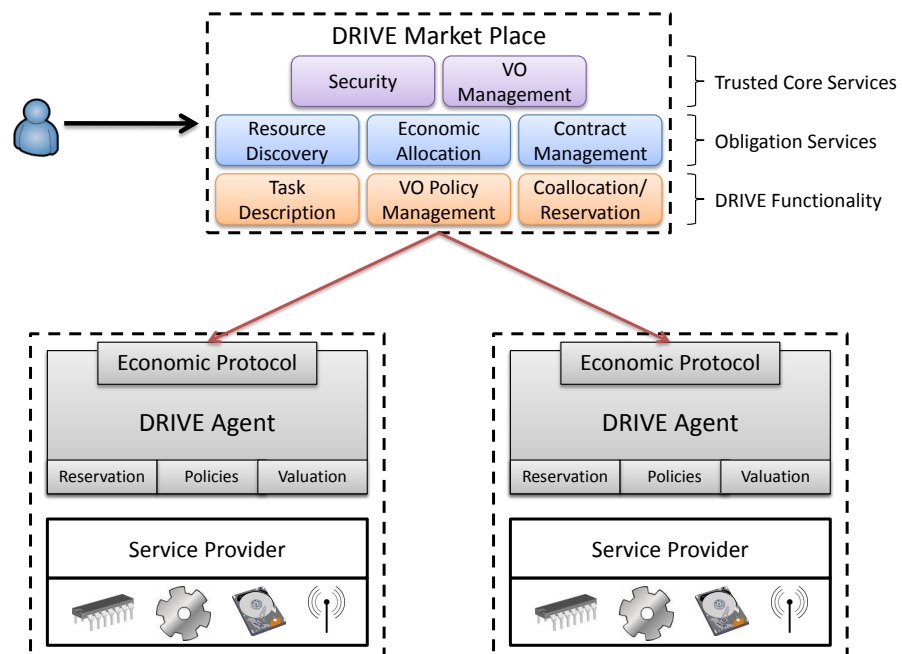 DRIVE Market Place
Security
VO
Management
Trusted Core Services
Resource
Discovery
Economic
Allocation
Contract
Management
Obligation Services
Task
Description
VO Policy
Management
Coallocation/
Reservation
DRIVE Functionality
Economic Protocol
DRIVE Agent
Reservation
Policies
Valuation
Service Provider
Economic Protocol
DRIVE Agent
Reservation
Policies
Valuation
Service Provider